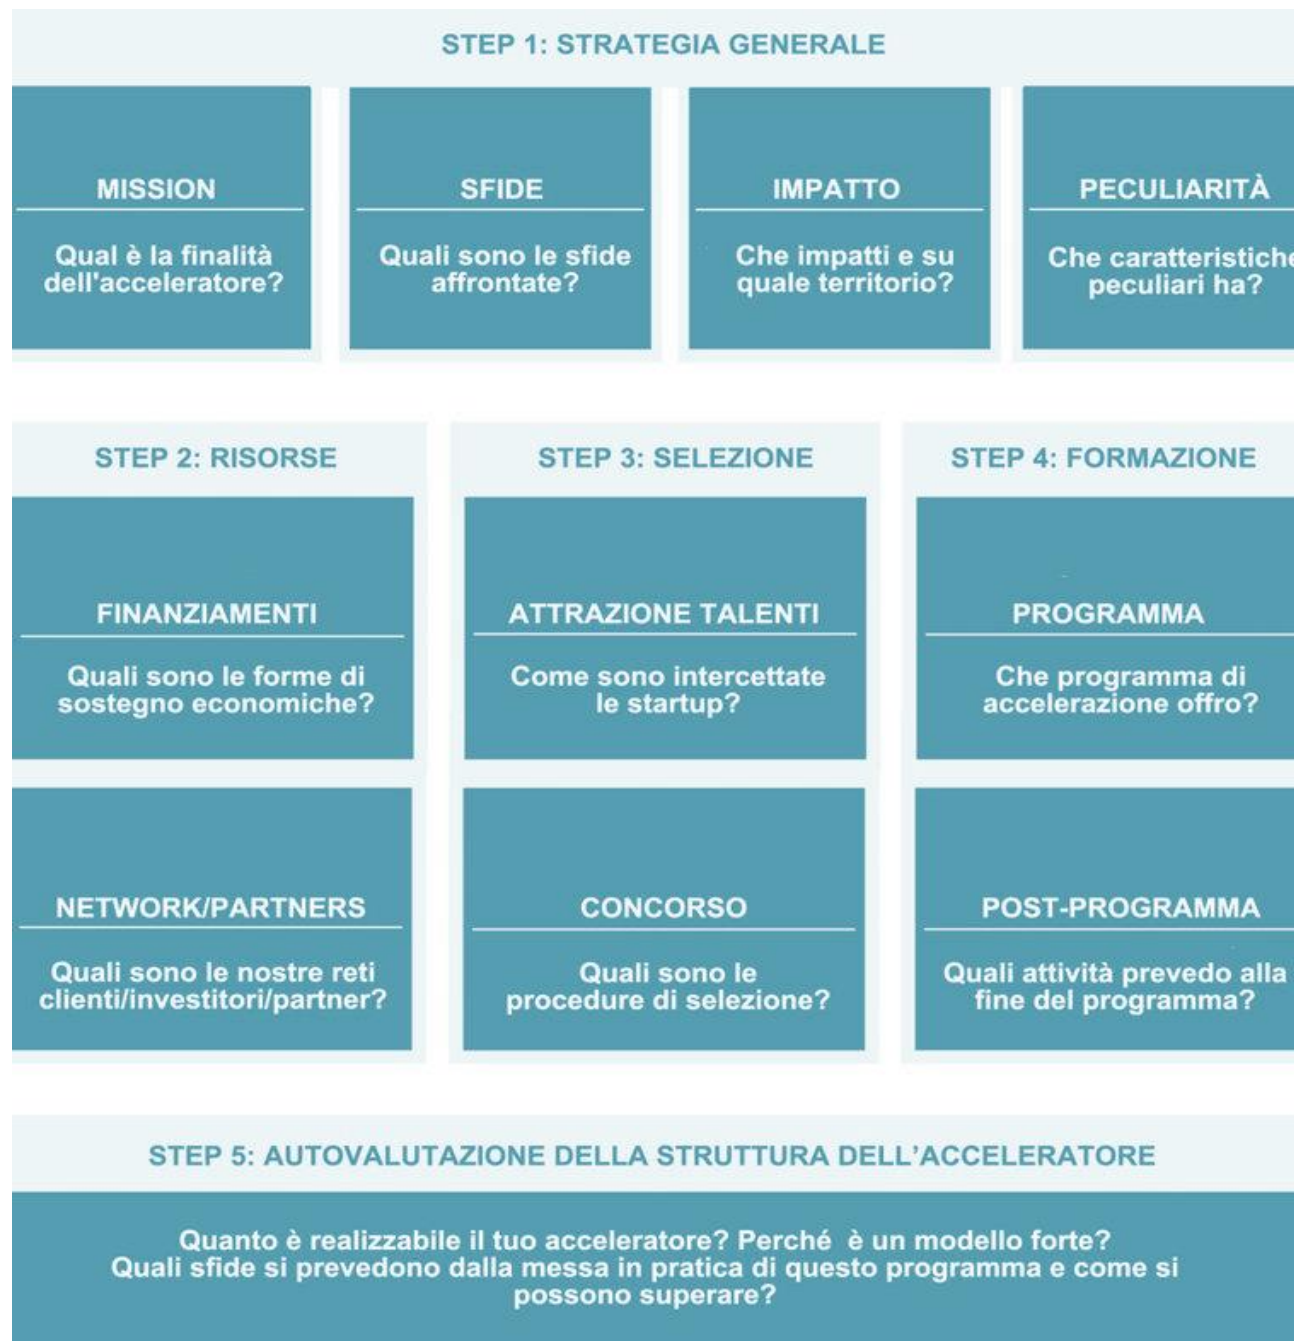 STEP 1: STRATEGIA GENERALE
MISSION
Qual è la finalità
dell'acceleratore?
SFIDE
Quali sono le sfide
affrontate?
IMPATTO
Che impatti e su
quale territorio?
PECULIARITÀ
Che caratteristiche
peculiari ha?
STEP 2: RISORSE
FINANZIAMENTI
Quali sono le forme di
sostegno economiche?
NETWORK/PARTNERS
Quali sono le nostre reti
clienti/investitori/partner?
STEP 3: SELEZIONE
ATTRAZIONE TALENTI
Come sono intercettate
le startup?
CONCORSO
Quali sono le
procedure di selezione?
STEP 4: FORMAZIONE
PROGRAMMA
Che programma di
accelerazione offro?
POST-PROGRAMMA
Quali attività prevedo alla
fine del programma?
STEP 5: AUTOVALUTAZIONE DELLA STRUTTURA DELL’ACCELERATORE
Quanto è realizzabile il tuo acceleratore? Perché è un modello forte?
Quali sfide si prevedono dalla messa in pratica di questo programma e come si
possono superare?